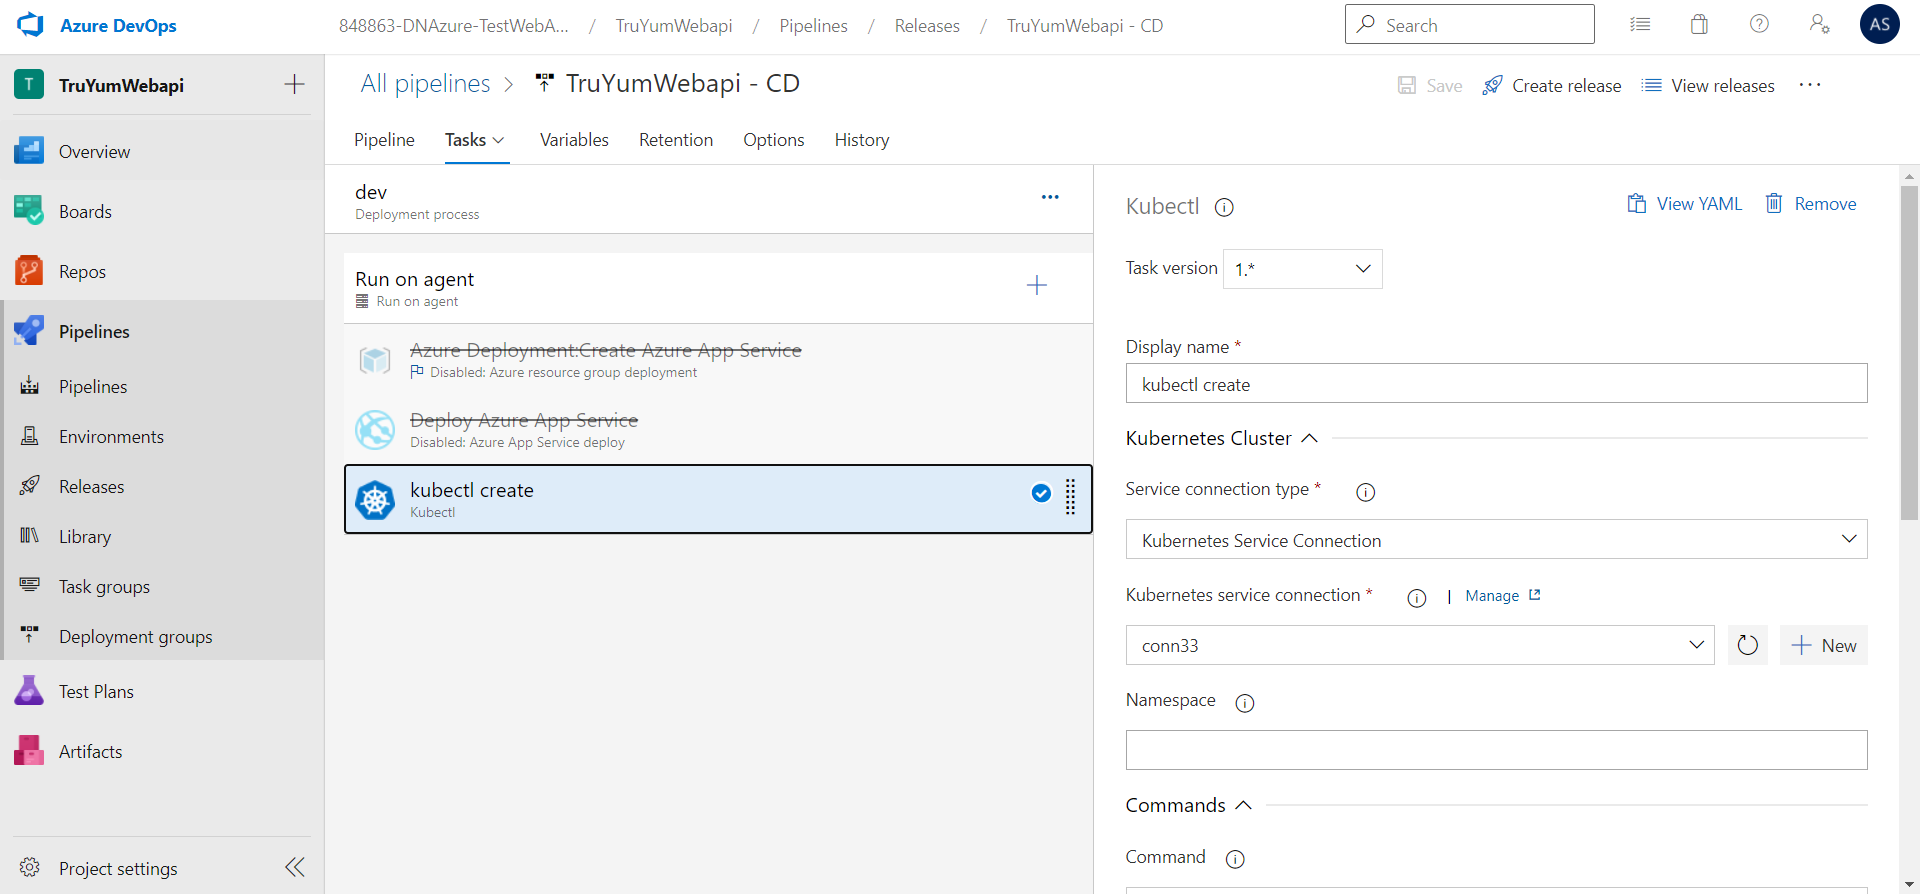 Azure DevOps
848863-DNAzure-TestWebA... / TruYumWebapi / Pipelines / Releases / TruYumWebapi - CD
Search
AS
T TruYumWebapi
Overview
Boards
Repos
Pipelines
Pipelines
Environments
Releases
Library
Task groups
Deployment groups
Test Plans
Artifacts
Project settings
All pipelines > TruYumWebapi - CD
Save
Create release
View releases
Pipeline
Tasks
Variables
Retention
Options
History
dev
Deployment process
Run on agent
Run on agent
Azure Deployment:Create Azure App Service
Disabled: Azure resource group deployment
Deploy Azure App Service
Disabled: Azure App Service deploy
kubectl create
Kubectl
Kubectl
View YAML
Remove
Task version 1.*
Display name *
kubectl create
Kubernetes Cluster
Service connection type *
Kubernetes Service Connection
Kubernetes service connection * | Manage
conn33
New
Namespace
Commands
Command